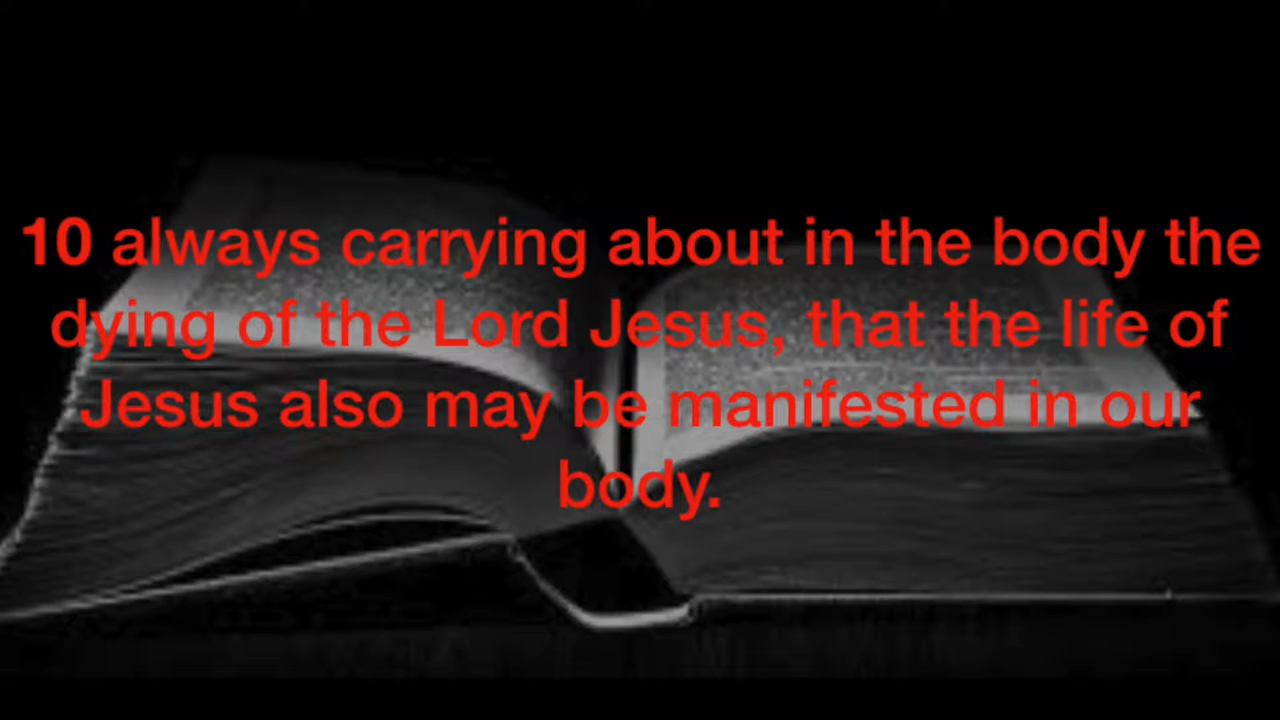 10 always carrying about in the body the
dying of the Lord Jesus, that the life of
Jesus also may be manifested in our
body.